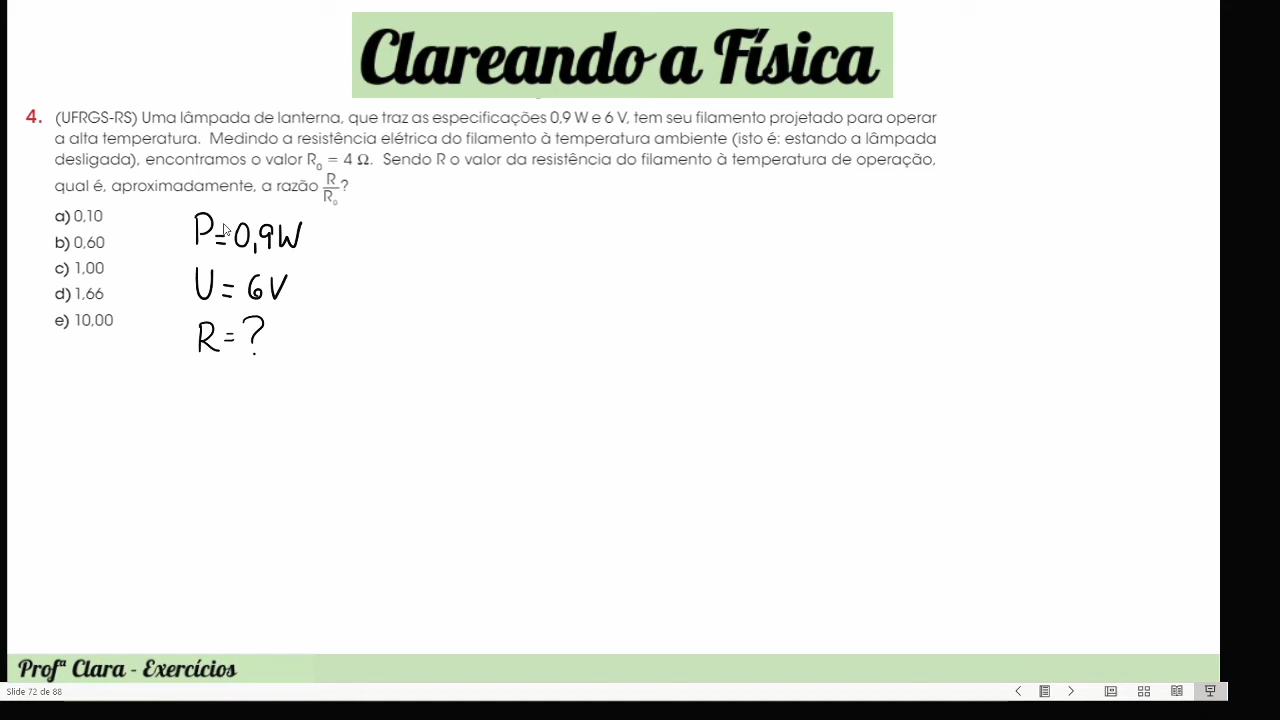 Clareando a Física
4. (UFRGS-RS) Uma lâmpada de lanterna, que traz as especificações 0,9 W e 6 V, tem seu filamento projetado para operar
a alta temperatura. Medindo a resistência elétrica do filamento à temperatura ambiente (isto é: estando a lâmpada
desligada), encontramos o valor R₀ = 4 Ω. Sendo R o valor da resistência do filamento à temperatura de operação,
qual é, aproximadamente, a razão R/R₀?
a) 0,10
b) 0,60
c) 1,00
d) 1,66
e) 10,00
P = 0,9W
U = 6V
R = ?
Profª Clara - Exercícios
Slide 72 de 88